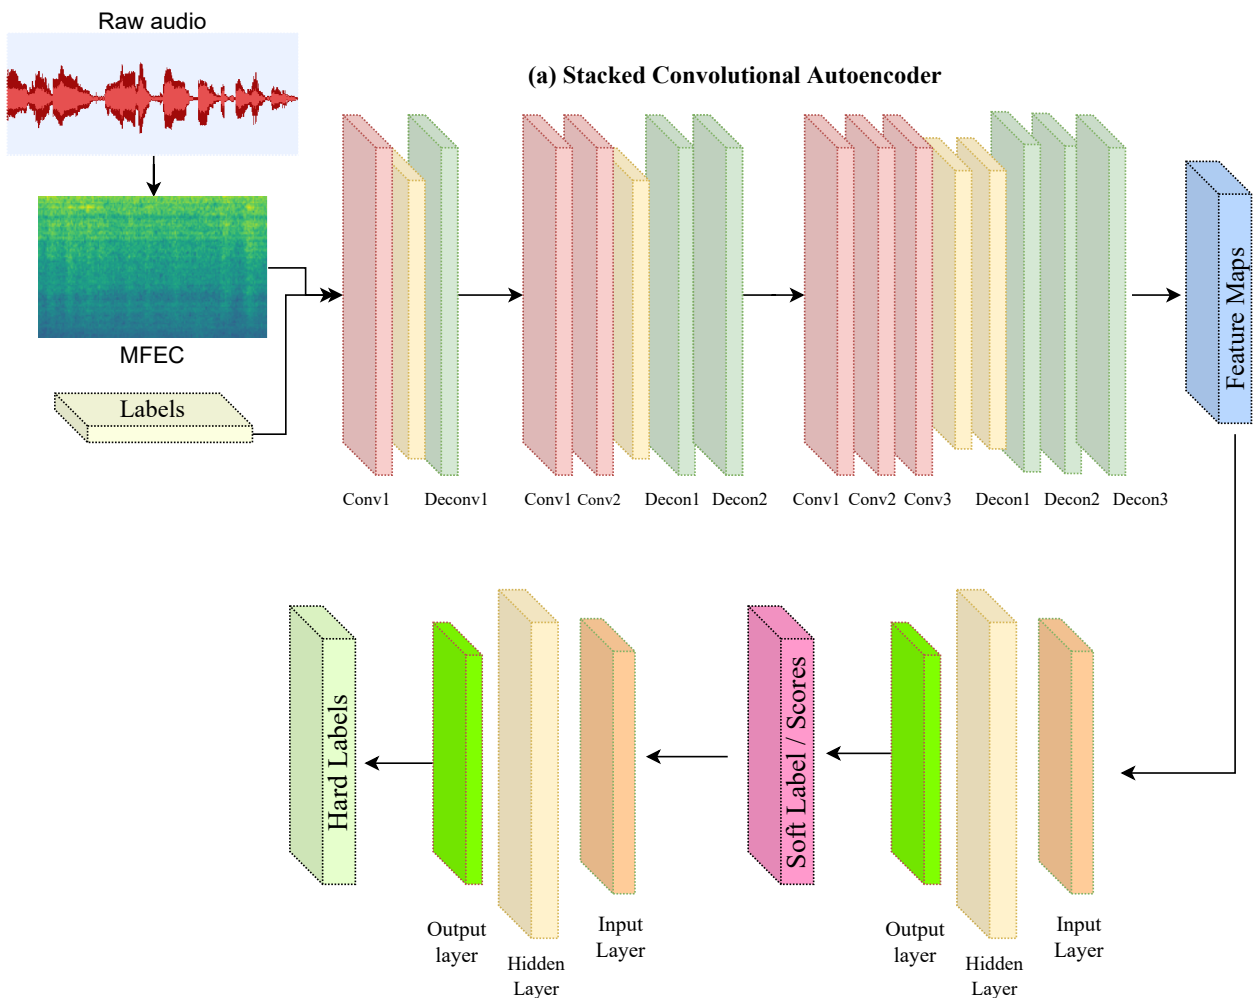 Raw audio
(a) Stacked Convolutional Autoencoder
MFEC
Labels
Feature Maps
Conv1
Deconv1
Conv1
Conv2
Decon1
Decon2
Conv1
Conv2
Conv3
Decon1
Decon2
Decon3
Hard Labels
Soft Label / Scores
Output
layer
Hidden
Layer
Input
Layer
Output
layer
Hidden
Layer
Input
Layer